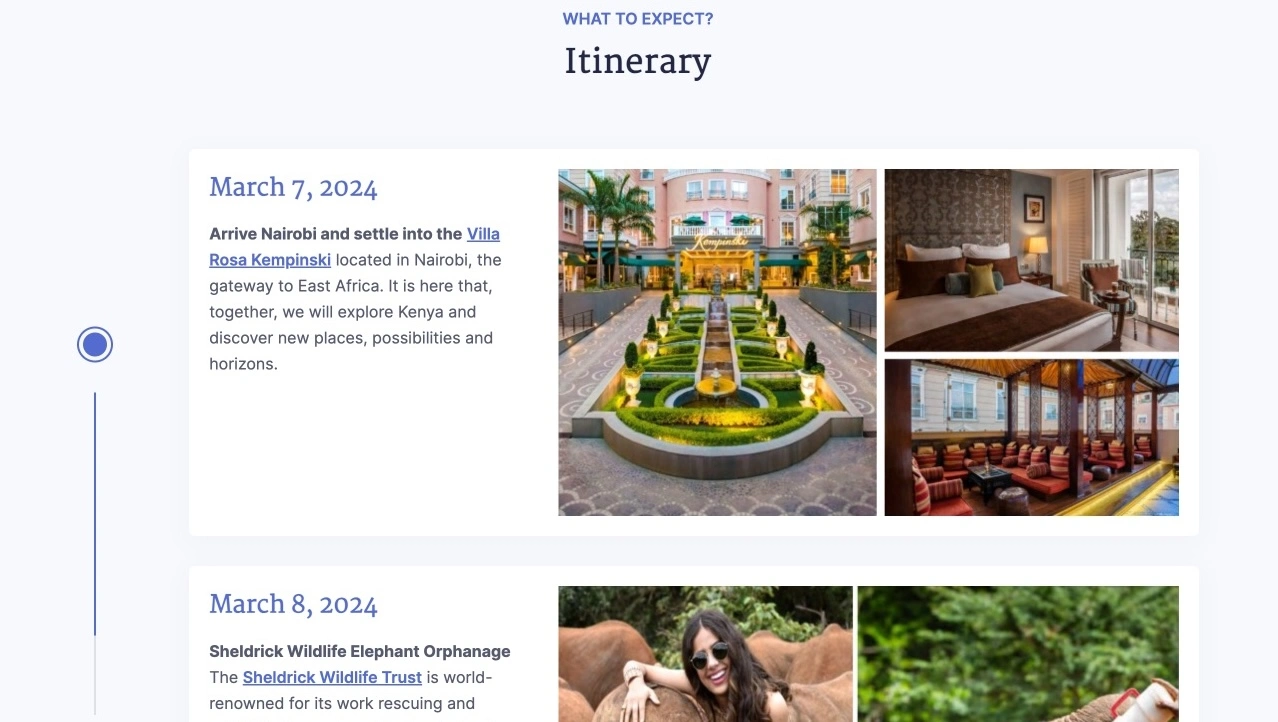 WHAT TO EXPECT?
Itinerary
March 7, 2024
Arrive Nairobi and settle into the Villa
Rosa Kempinski located in Nairobi, the
gateway to East Africa. It is here that,
together, we will explore Kenya and
discover new places, possibilities and
horizons.
Kempinski
March 8, 2024
Sheldrick Wildlife Elephant Orphanage
The Sheldrick Wildlife Trust is world-
renowned for its work rescuing and